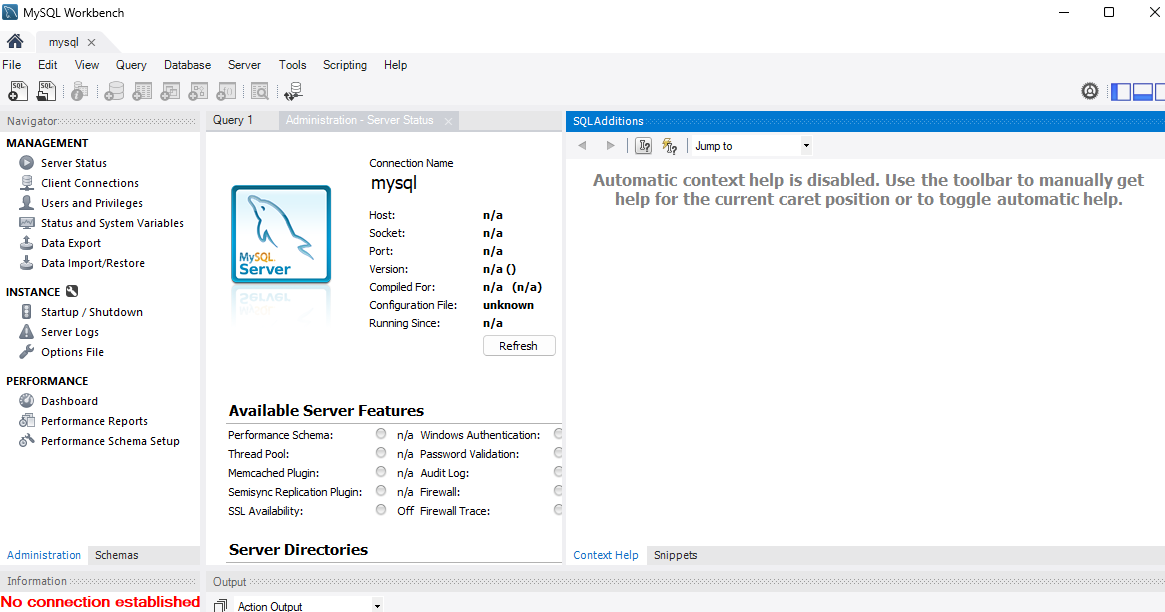 MySQL Workbench
mysql
File Edit View Query Database Server Tools Scripting Help
SQL SQL
Navigator
MANAGEMENT
Server Status
Client Connections
Users and Privileges
Status and System Variables
Data Export
Data Import/Restore
INSTANCE
Startup / Shutdown
Server Logs
Options File
PERFORMANCE
Dashboard
Performance Reports
Performance Schema Setup
Administration Schemas
Information
No connection established
Query 1 Administration - Server Status
MySQL
Server
Connection Name
mysql
Host: n/a
Socket: n/a
Port: n/a
Version: n/a ()
Compiled For: n/a (n/a)
Configuration File: unknown
Running Since: n/a
Refresh
Available Server Features
Performance Schema: n/a Windows Authentication:
Thread Pool: n/a Password Validation:
Memcached Plugin: n/a Audit Log:
Semisync Replication Plugin: n/a Firewall:
SSL Availability: Off Firewall Trace:
Server Directories
Output
Action Output
SQLAdditions
Jump to
Automatic context help is disabled. Use the toolbar to manually get
help for the current caret position or to toggle automatic help.
Context Help Snippets